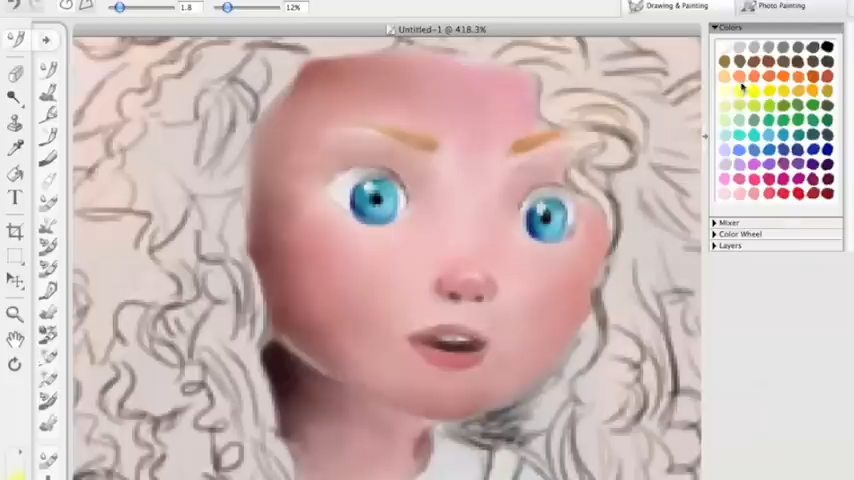 1.8
12%
Drawing & Painting
Photo Painting
Untitled-1 @ 418.3%
Colors
T
Mixer
Color Wheel
Layers